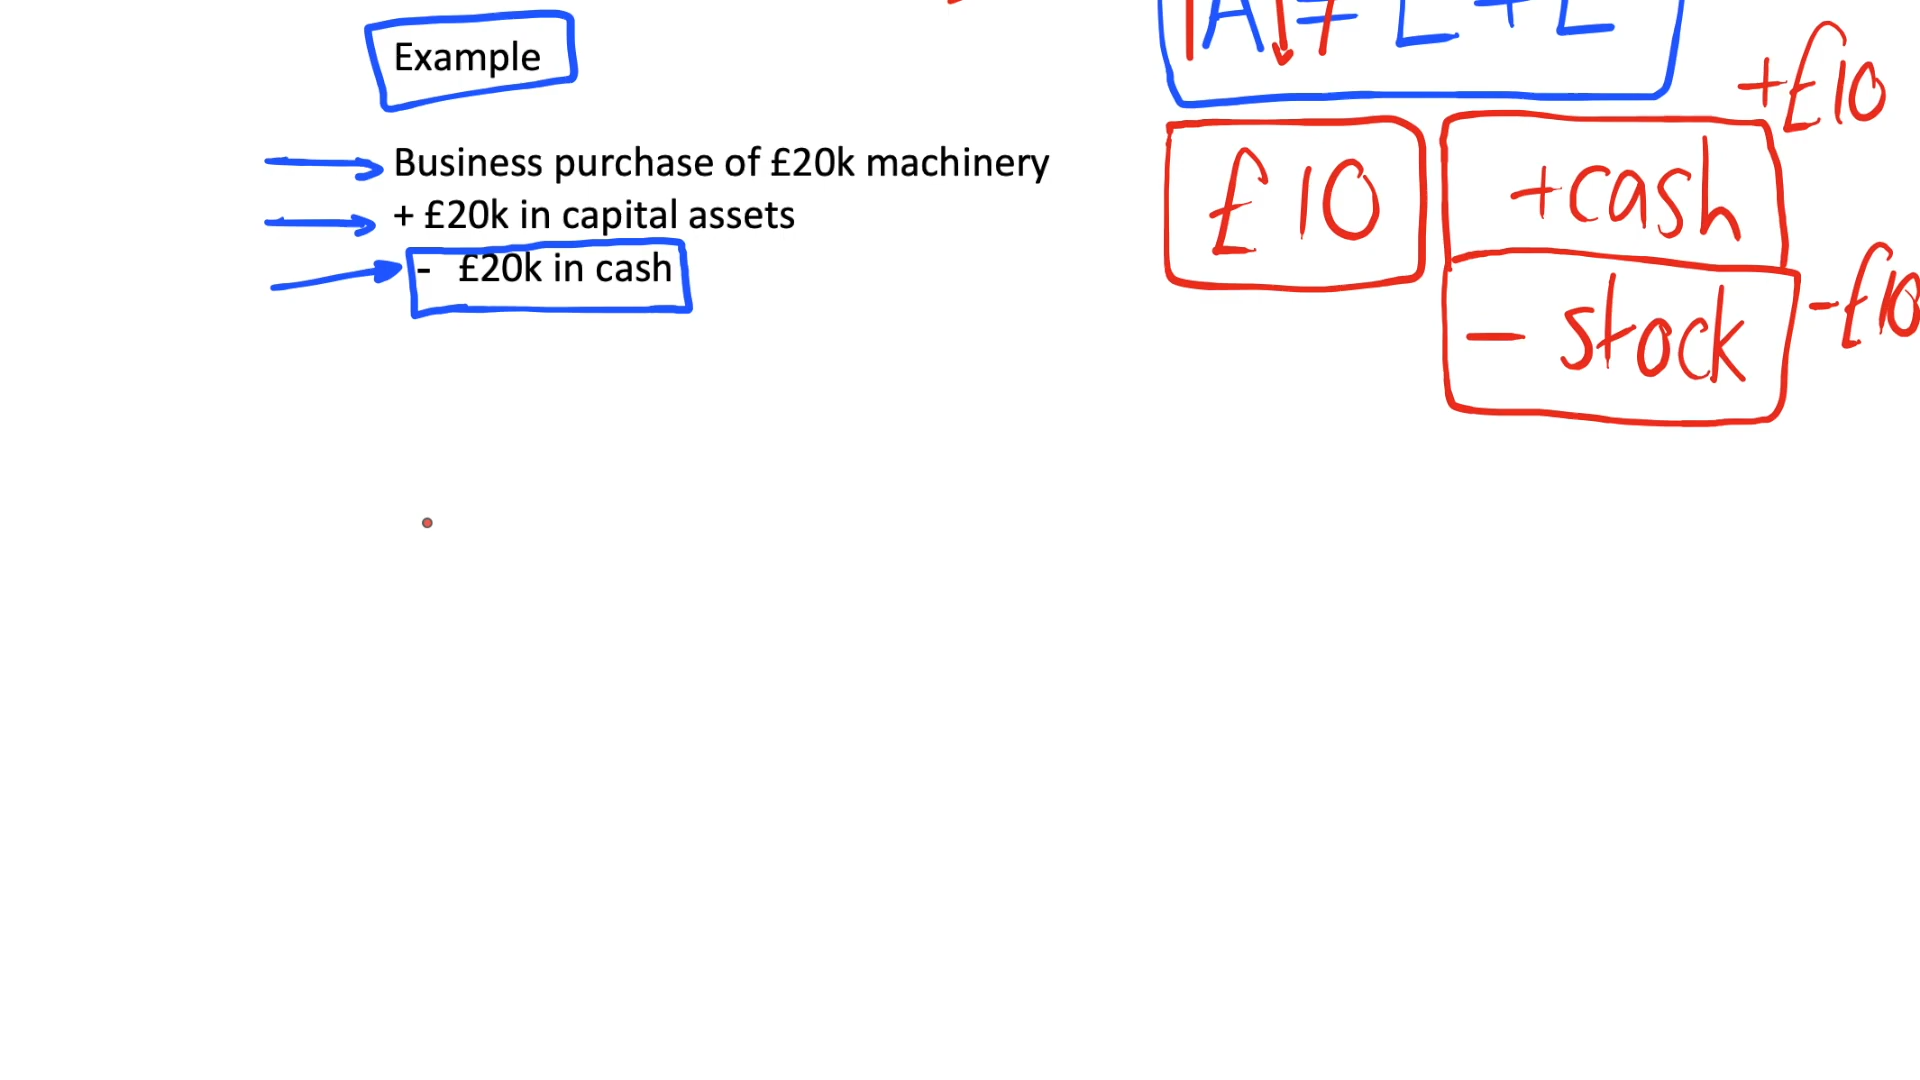 Example
Business purchase of £20k machinery
+ £20k in capital assets
- £20k in cash
+£10
£10
+cash
- stock
-£10